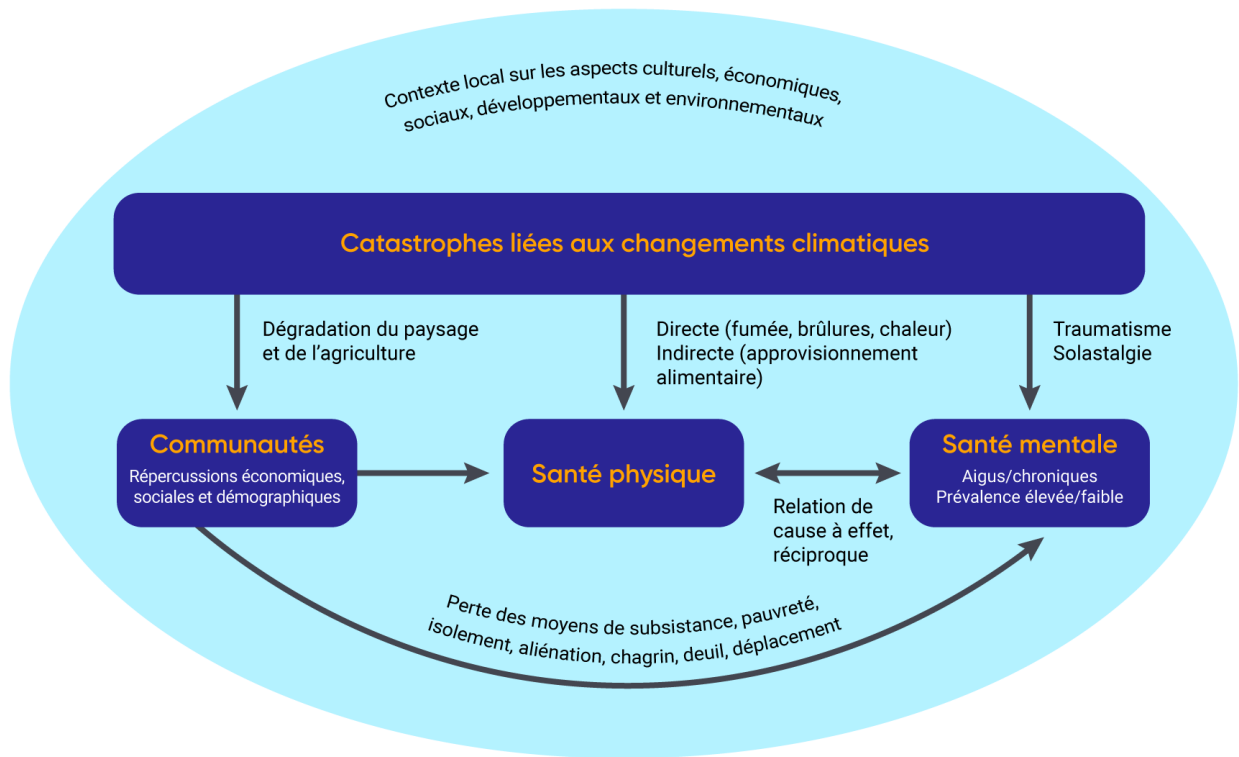 Contexte local sur les aspects culturels, économiques,
sociaux, développementaux et environnementaux
Catastrophes liées aux changements climatiques
Dégradation du paysage
et de l’agriculture
Directe (fumée, brûlures, chaleur)
Indirecte (approvisionnement
alimentaire)
Traumatisme
Solastalgie
Communautés
Répercussions économiques,
sociales et démographiques
Santé physique
Santé mentale
Aigus/chroniques
Prévalence élevée/faible
Relation de
cause à effet,
réciproque
Perte des moyens de subsistance, pauvreté,
isolement, aliénation, chagrin, deuil, déplacement